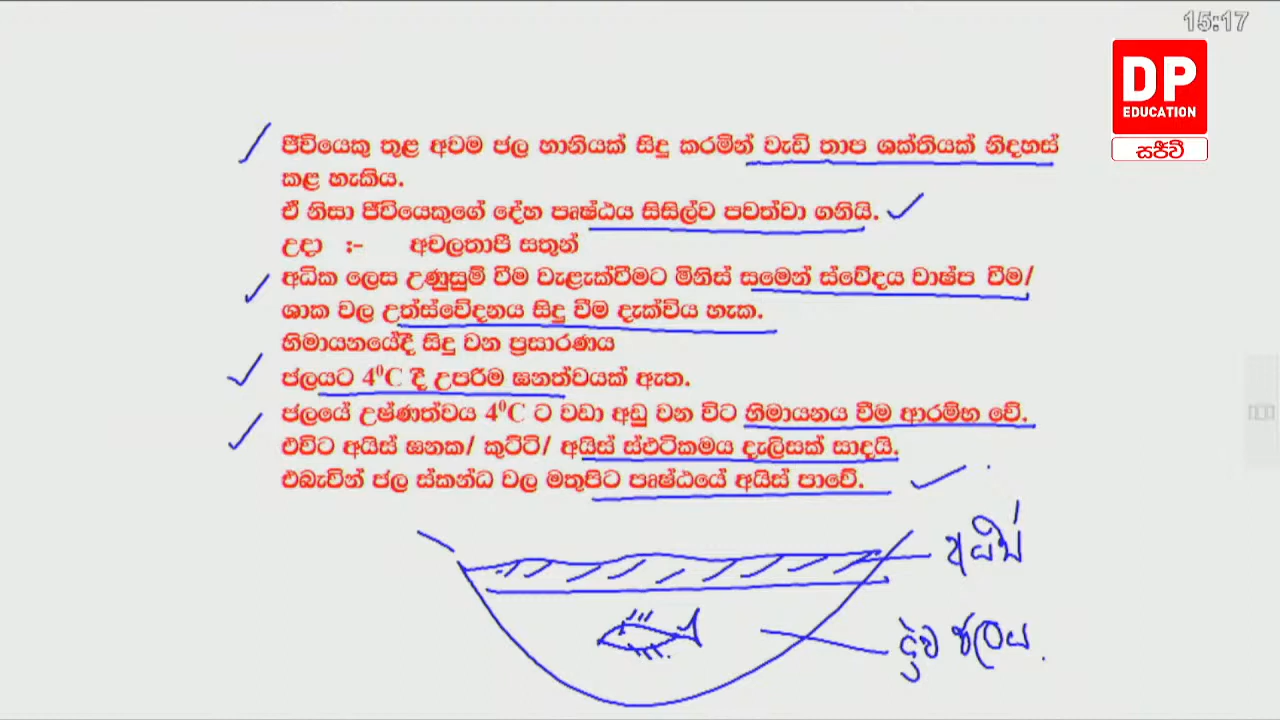 15:17
DP
EDUCATION
සජීවී
ජීවියෙකු තුළ අවම ජල හානියක් සිදු කරමින් වැඩි තාප ශක්තියක් නිදහස්
කළ හැකිය.
ඒ නිසා ජීවියෙකුගේ දේහ පෘෂ්ඨය සිසිල්ව පවත්වා ගනියි.
උදා :- අචලතාපී සතුන්
අධික ලෙස උණුසුම් වීම වැළැක්වීමට මිනිස් සමෙන් ස්වේදය වාෂ්ප වීම/
ශාක වල උත්ස්වේදනය සිදු වීම දැක්විය හැක.
හිමායනයේදී සිදු වන ප්‍රසාරණය
ජලයට 4⁰C දී උපරිම ඝනත්වයක් ඇත.
ජලයේ උෂ්ණත්වය 4⁰C ට වඩා අඩු වන විට හිමායනය වීම ආරම්භ වේ.
එවිට අයිස් ඝනක/ කුට්ටි/ අයිස් ස්ඵටිකමය දැලිසක් සාදයි.
එබැවින් ජල ස්කන්ධ වල මතුපිට පෘෂ්ඨයේ අයිස් පාවේ.
අයිස්
ද්‍රව ජලය.